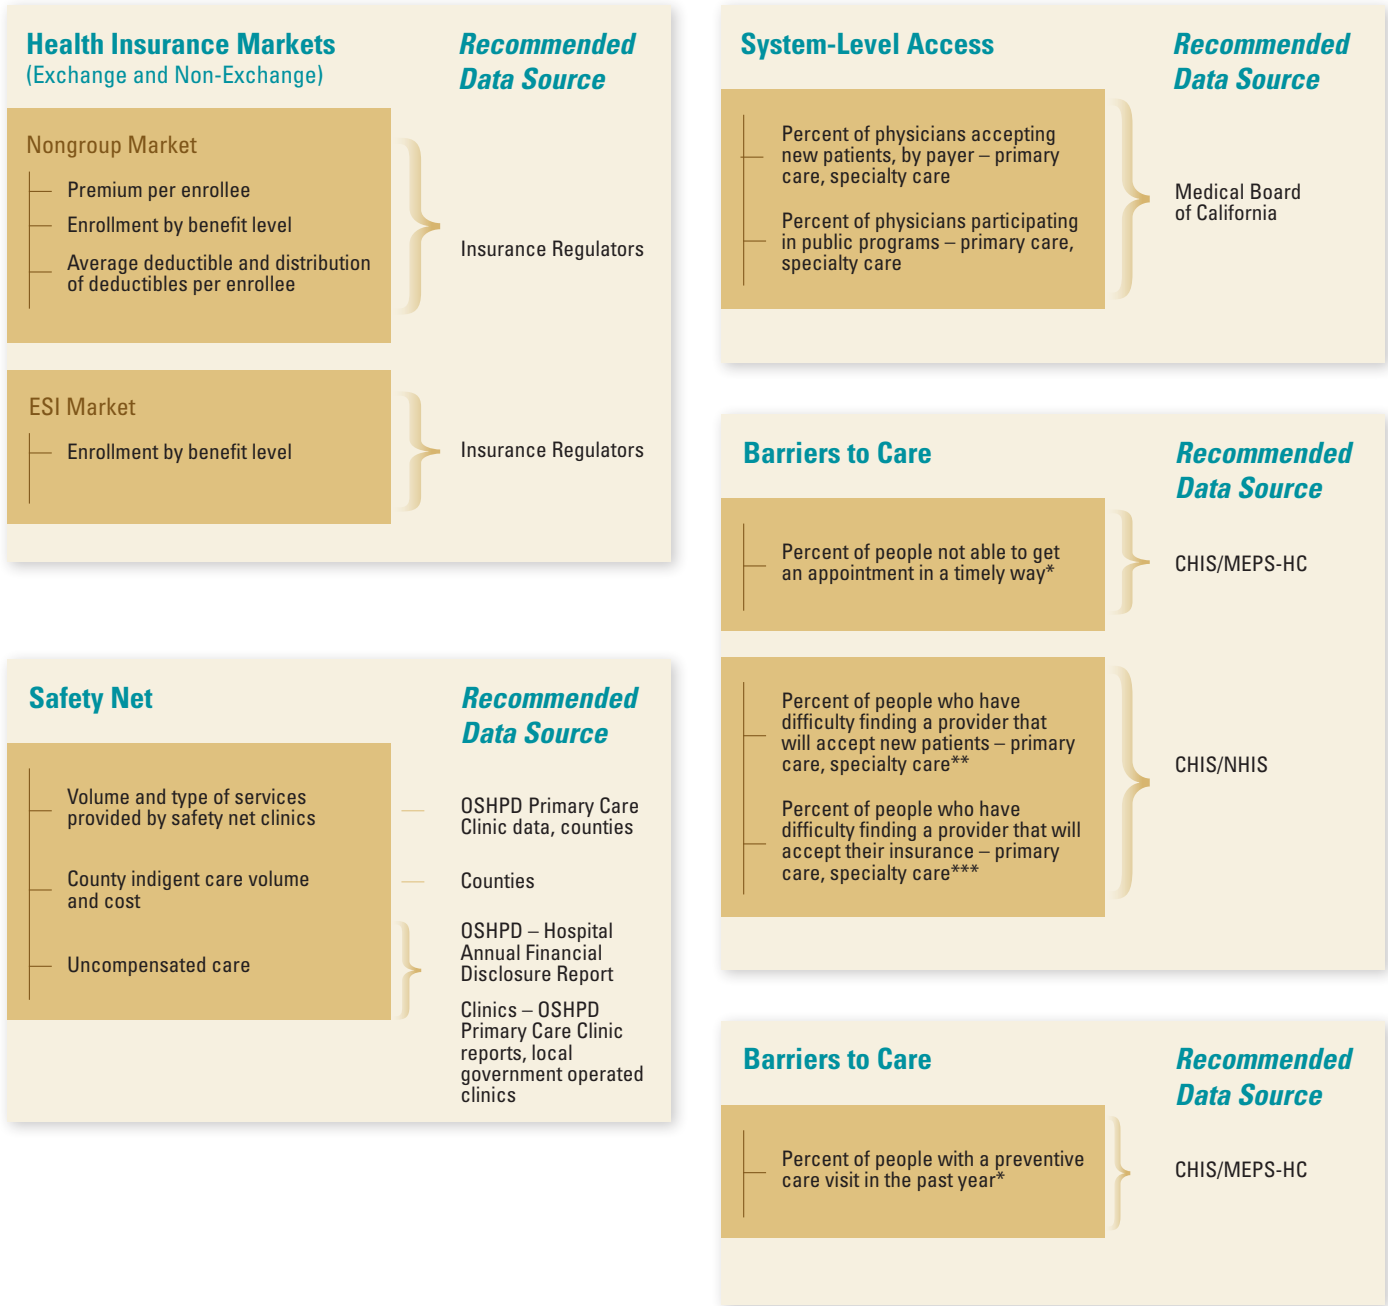 Health Insurance Markets
(Exchange and Non-Exchange)
Recommended
Data Source
Nongroup Market
Premium per enrollee
Enrollment by benefit level
Average deductible and distribution
of deductibles per enrollee
Insurance Regulators
ESI Market
Enrollment by benefit level
Insurance Regulators
Safety Net
Recommended
Data Source
Volume and type of services
provided by safety net clinics
OSHPD Primary Care
Clinic data, counties
County indigent care volume
and cost
Counties
Uncompensated care
OSHPD – Hospital
Annual Financial
Disclosure Report
Clinics – OSHPD
Primary Care Clinic
reports, local
government operated
clinics
System-Level Access
Recommended
Data Source
Percent of physicians accepting
new patients, by payer – primary
care, specialty care
Percent of physicians participating
in public programs – primary care,
specialty care
Medical Board
of California
Barriers to Care
Recommended
Data Source
Percent of people not able to get
an appointment in a timely way*
CHIS/MEPS-HC
Percent of people who have
difficulty finding a provider that
will accept new patients – primary
care, specialty care**
Percent of people who have
difficulty finding a provider that will
accept their insurance – primary
care, specialty care***
CHIS/NHIS
Barriers to Care
Recommended
Data Source
Percent of people with a preventive
care visit in the past year*
CHIS/MEPS-HC